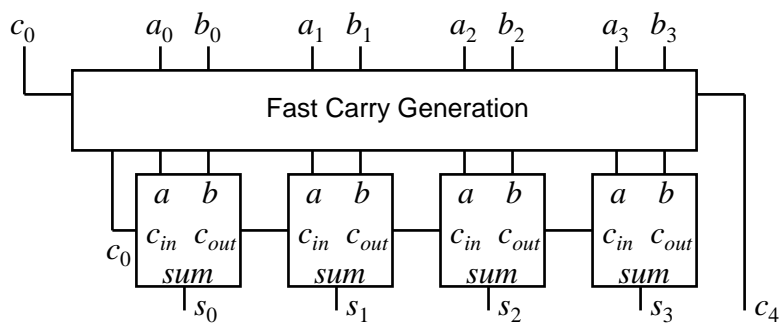 c₀ a₀ b₀ a₁ b₁ a₂ b₂ a₃ b₃
Fast Carry Generation
a b a b a b a b
c₀ cᵢₙ cₒᵤₜ cᵢₙ cₒᵤₜ cᵢₙ cₒᵤₜ cᵢₙ cₒᵤₜ
sum sum sum sum
s₀ s₁ s₂ s₃ c₄